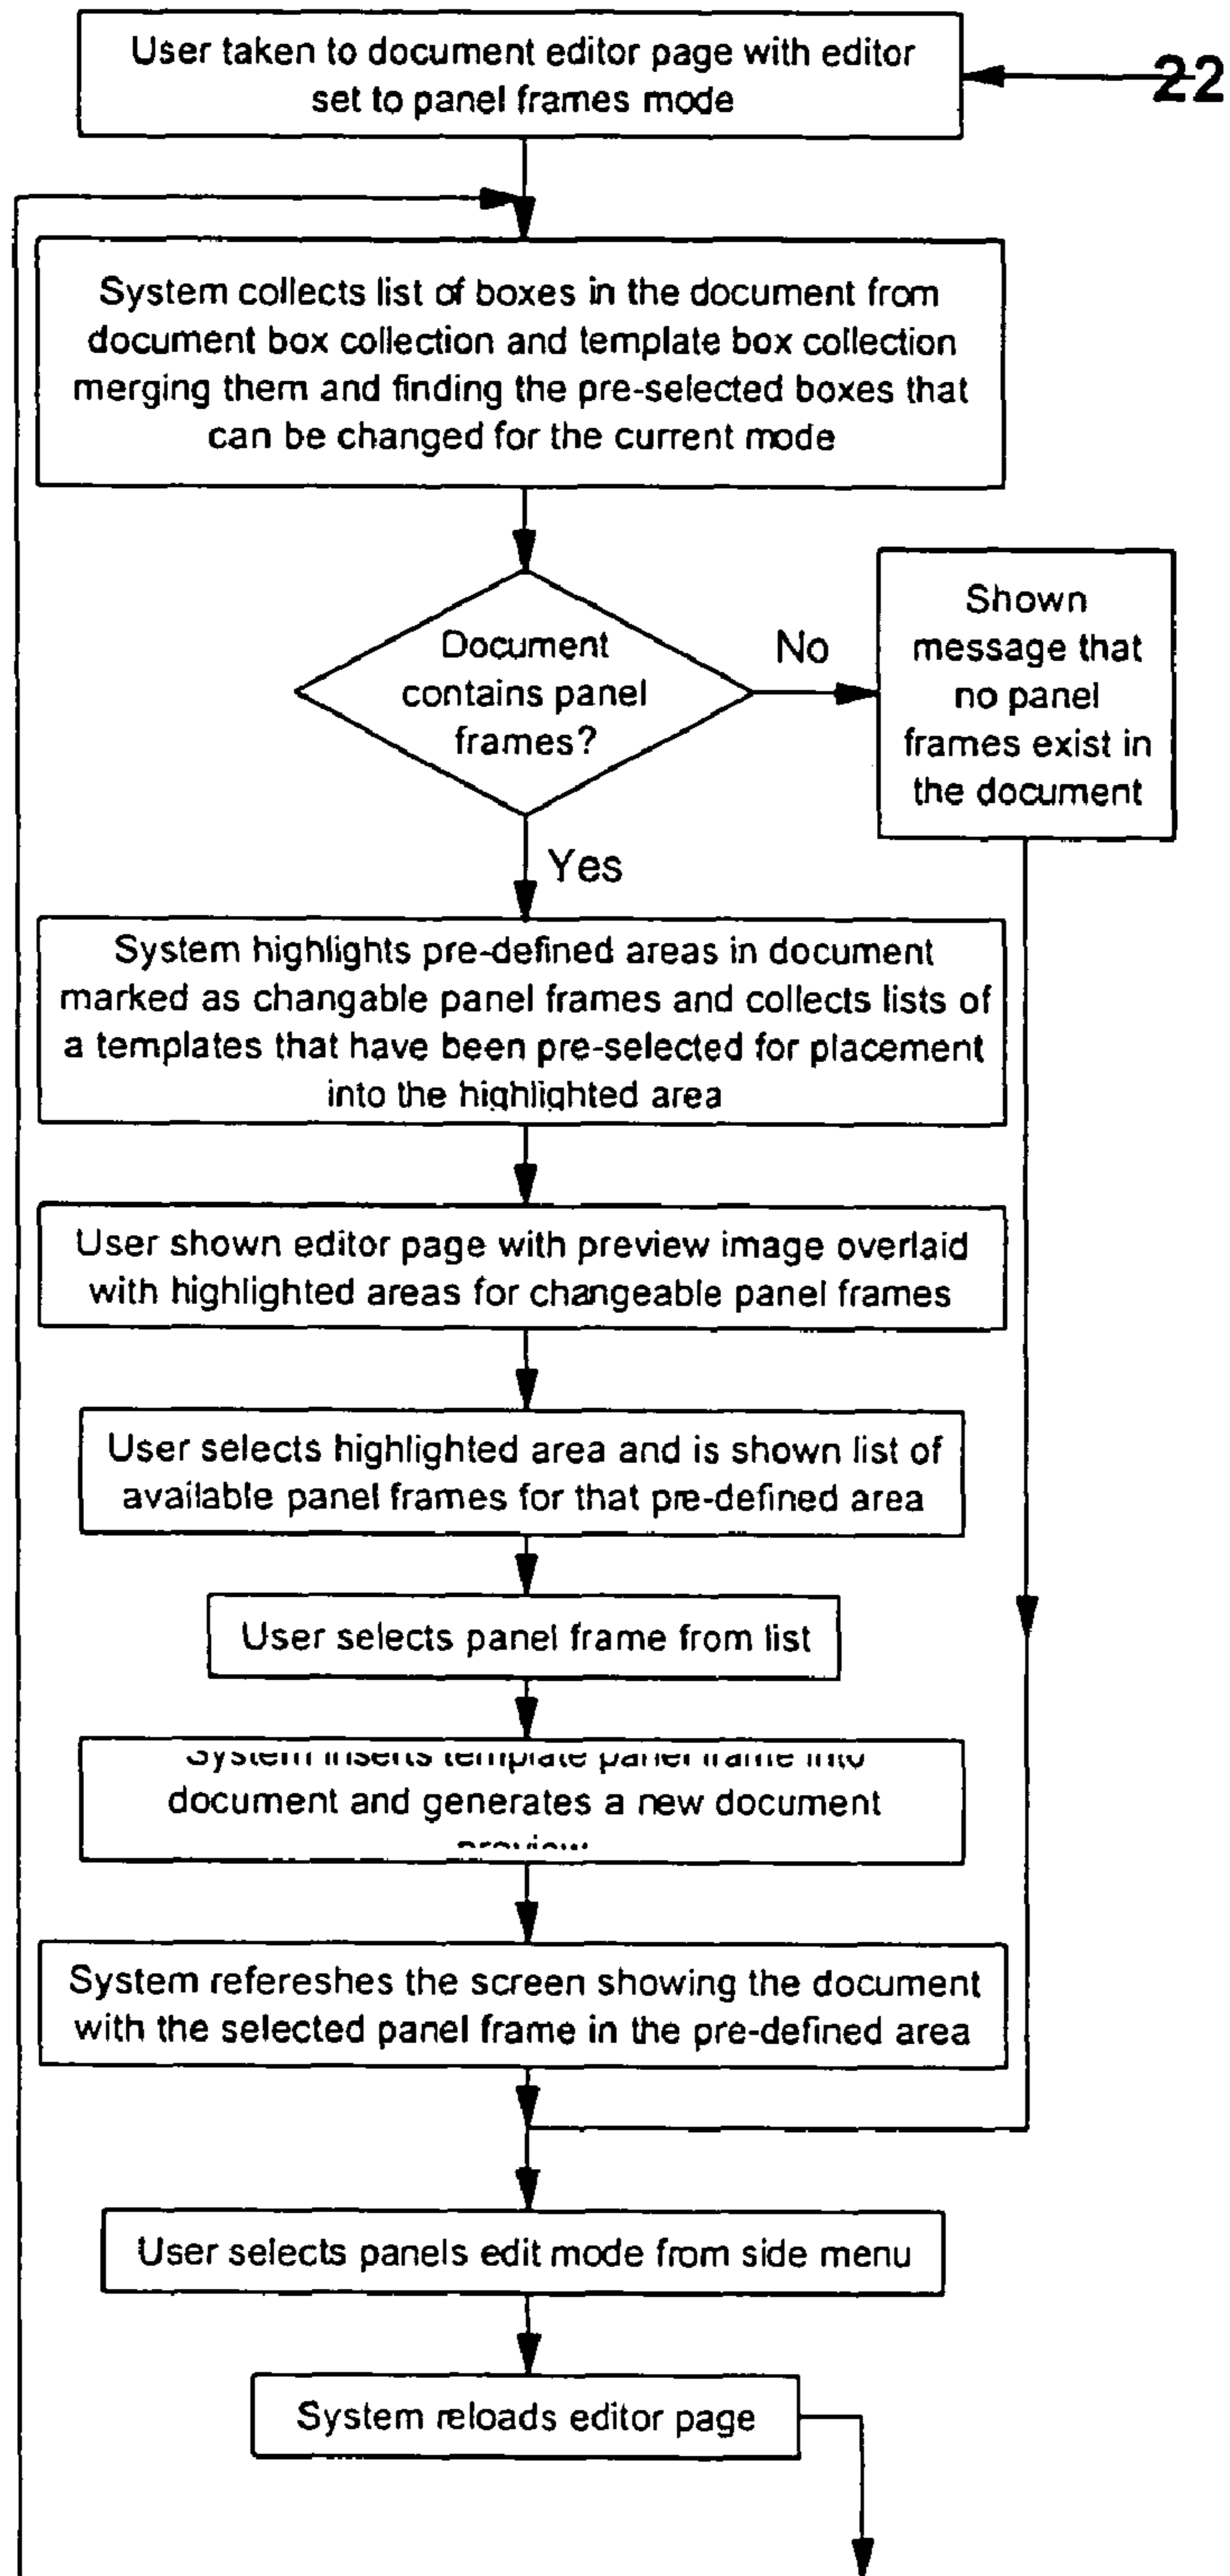 User taken to document editor page with editor
set to panel frames mode
22
System collects list of boxes in the document from
document box collection and template box collection
merging them and finding the pre-selected boxes that
can be changed for the current mode
Document
contains panel
frames?
No
Shown
message that
no panel
frames exist in
the document
Yes
System highlights pre-defined areas in document
marked as changable panel frames and collects lists of
a templates that have been pre-selected for placement
into the highlighted area
User shown editor page with preview image overlaid
with highlighted areas for changeable panel frames
User selects highlighted area and is shown list of
available panel frames for that pre-defined area
User selects panel frame from list
System inserts template panel frame into
document and generates a new document
preview
System refereshes the screen showing the document
with the selected panel frame in the pre-defined area
User selects panels edit mode from side menu
System reloads editor page